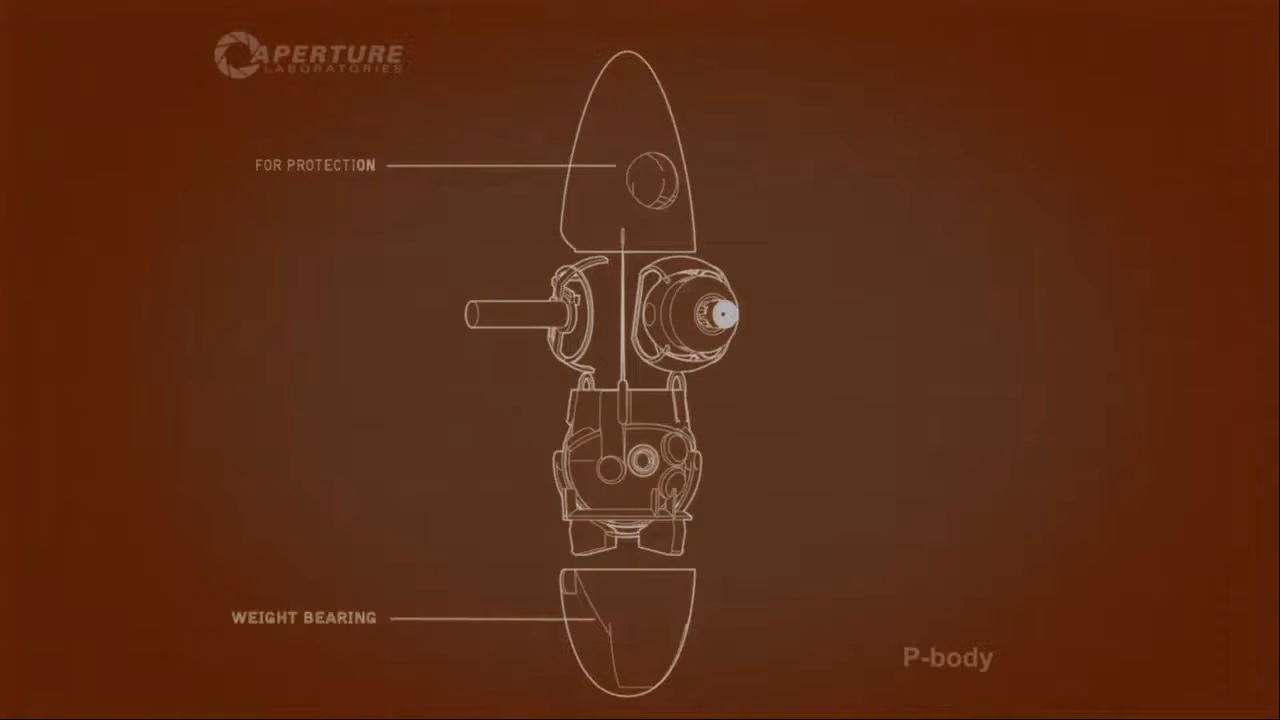 APERTURE
LABORATORIES
FOR PROTECTION
WEIGHT BEARING
P-body